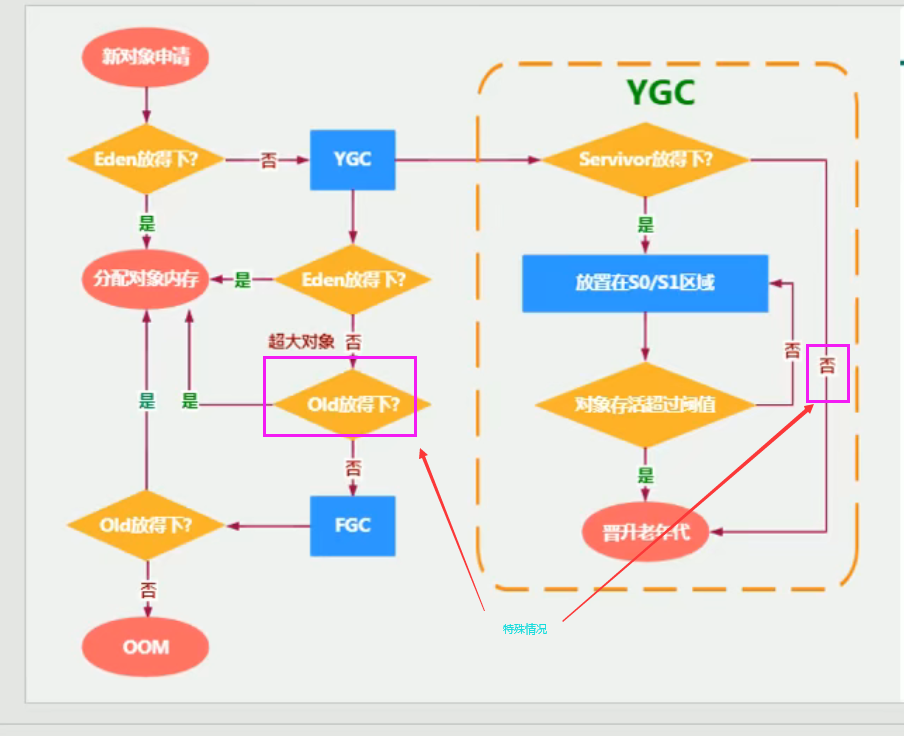 新对象申请
Eden放得下?
否
YGC
是
分配对象内存
是
Eden放得下?
超大对象
否
是
是
Old放得下?
否
Old放得下?
FGC
否
OOM
YGC
Servivor放得下?
是
放置在S0/S1区域
否
否
对象存活超过阈值
是
晋升老年代
特殊情况